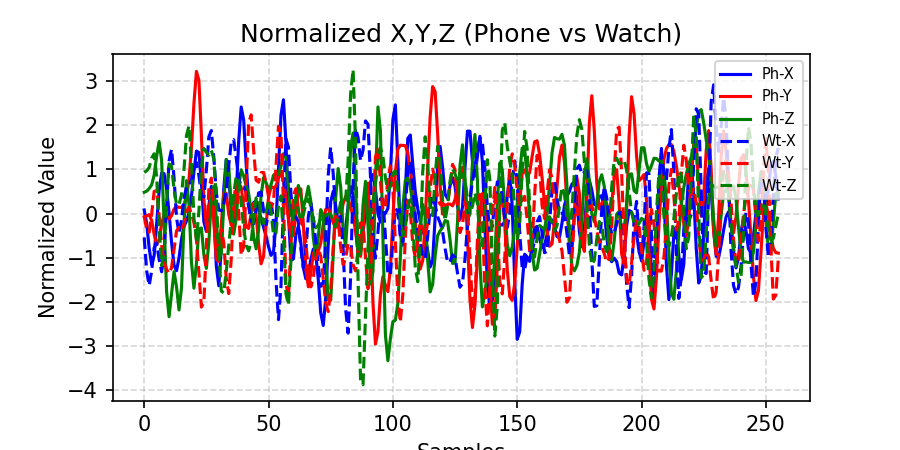 Normalized X,Y,Z (Phone vs Watch)
Normalized Value
3
2
1
0
−1
−2
−3
−4
Ph-X
Ph-Y
Ph-Z
Wt-X
Wt-Y
Wt-Z
0 50 100 150 200 250
Samples